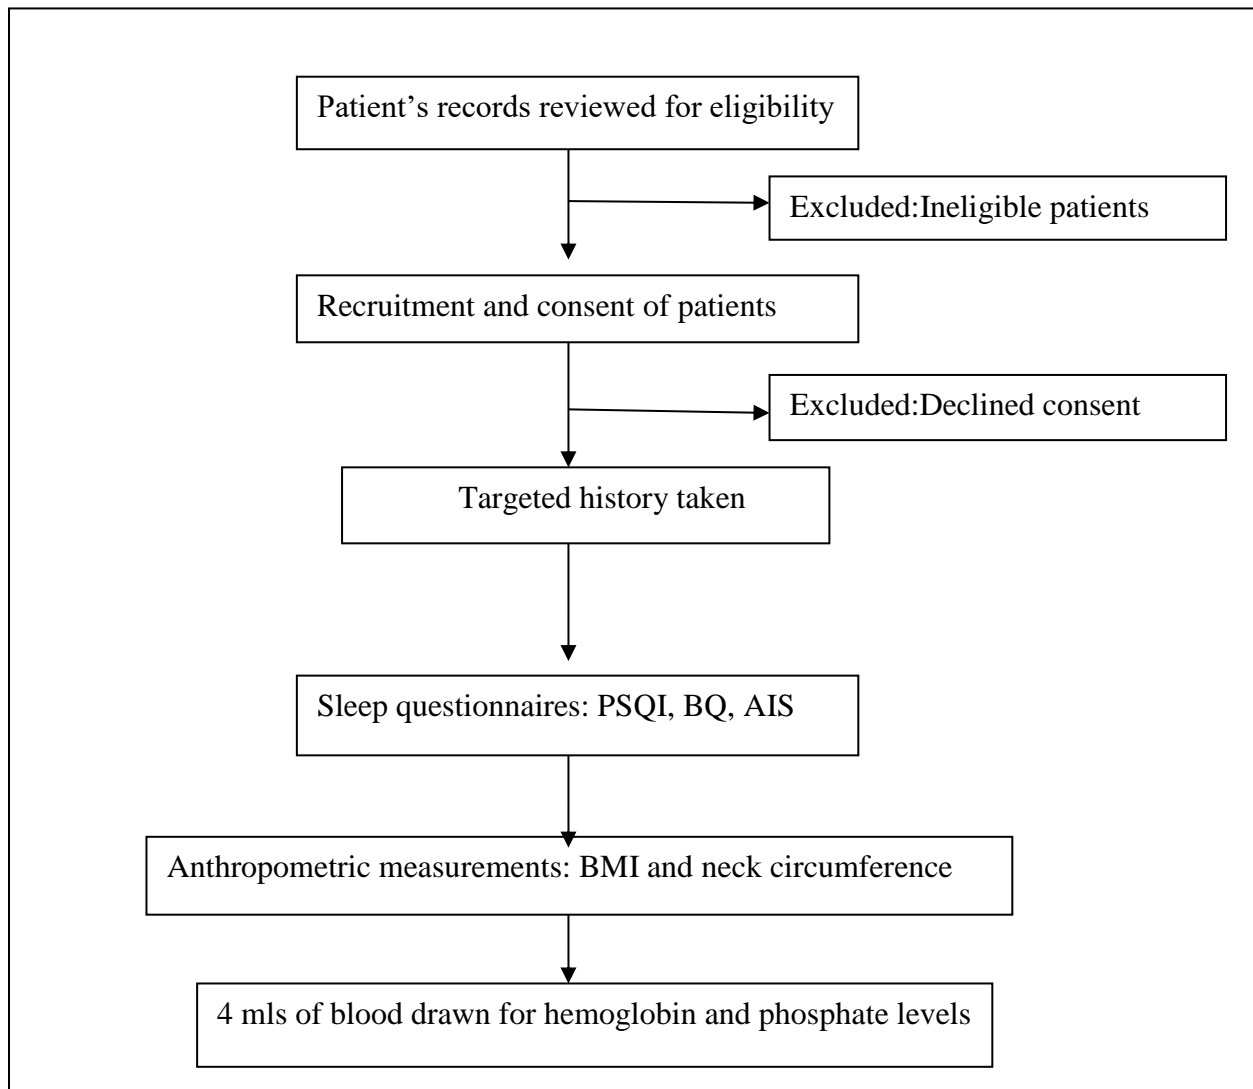 Patient’s records reviewed for eligibility
Excluded:Ineligible patients
Recruitment and consent of patients
Excluded:Declined consent
Targeted history taken
Sleep questionnaires: PSQI, BQ, AIS
Anthropometric measurements: BMI and neck circumference
4 mls of blood drawn for hemoglobin and phosphate levels